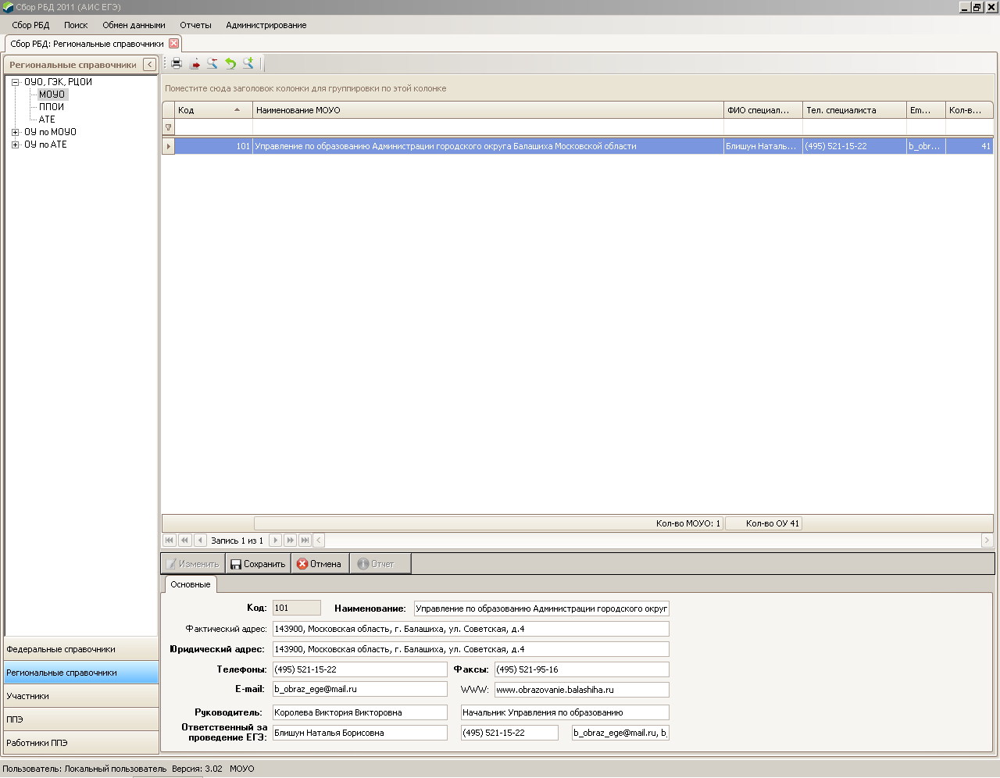 Сбор РБД 2011 (АИС ЕГЭ)
Сбор РБД Поиск Обмен данными Отчеты Администрирование
Сбор РБД: Региональные справочники
Региональные справочники
ОУО, ГЭК, РЦОИ
МОУО
ППОИ
АТЕ
ОУ по МОУО
ОУ по АТЕ
Поместите сюда заголовок колонки для группировки по этой колонке
Код Наименование МОУО ФИО специал... Тел. специалиста Em... Кол-в...
101 Управление по образованию Администрации городского округа Балашиха Московской области Блишун Наталь... (495) 521-15-22 b_obr... 41
Кол-во МОУО: 1 Кол-во ОУ 41
Запись 1 из 1
Изменить Сохранить Отмена Отчет
Основные
Код: 101 Наименование: Управление по образованию Администрации городского округ
Фактический адрес: 143900, Московская область, г. Балашиха, ул. Советская, д.4
Юридический адрес: 143900, Московская область, г. Балашиха, ул. Советская, д.4
Телефоны: (495) 521-15-22 Факсы: (495) 521-95-16
E-mail: b_obraz_ege@mail.ru WWW: www.obrazovanie.balashiha.ru
Руководитель: Королева Виктория Викторовна Начальник Управления по образованию
Ответственный за
проведение ЕГЭ: Блишун Наталья Борисовна (495) 521-15-22 b_obraz_ege@mail.ru, b_
Федеральные справочники
Региональные справочники
Участники
ППЭ
Работники ППЭ
Пользователь: Локальный пользователь Версия: 3.02 МОУО